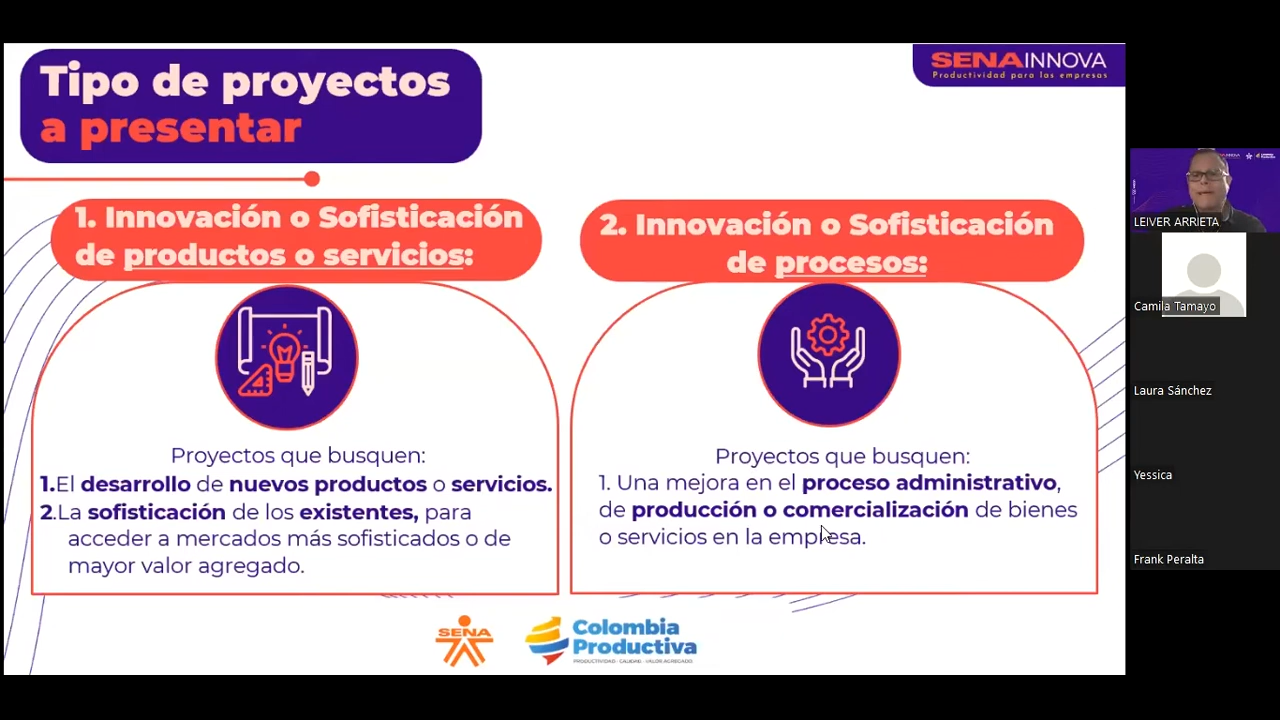 Tipo de proyectos
a presentar
SENAINNOVA
Productividad para las empresas
1. Innovación o Sofisticación
de productos o servicios:
2. Innovación o Sofisticación
de procesos:
Proyectos que busquen:
1.El desarrollo de nuevos productos o servicios.
2.La sofisticación de los existentes, para
acceder a mercados más sofisticados o de
mayor valor agregado.
Proyectos que busquen:
1. Una mejora en el proceso administrativo,
de producción o comercialización de bienes
o servicios en la empresa.
SENA
Colombia
Productiva
PRODUCTIVIDAD · CALIDAD · VALOR AGREGADO
LEIVER ARRIETA
Camila Tamayo
Laura Sánchez
Yessica
Frank Peralta